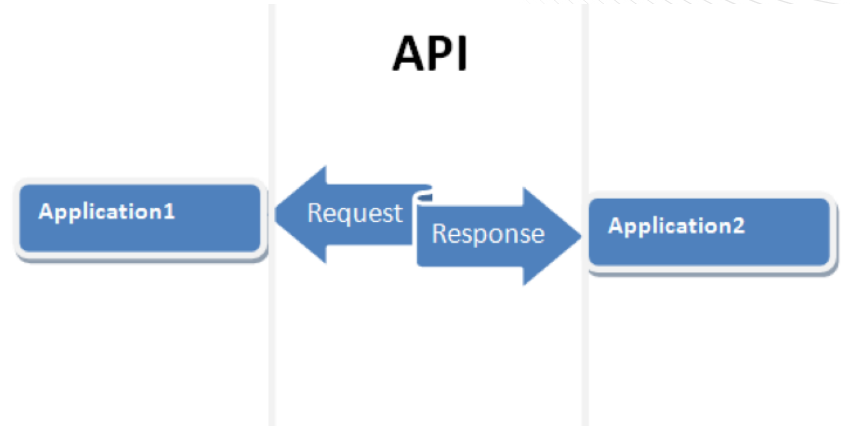 API
Application1
Request
Response
Application2